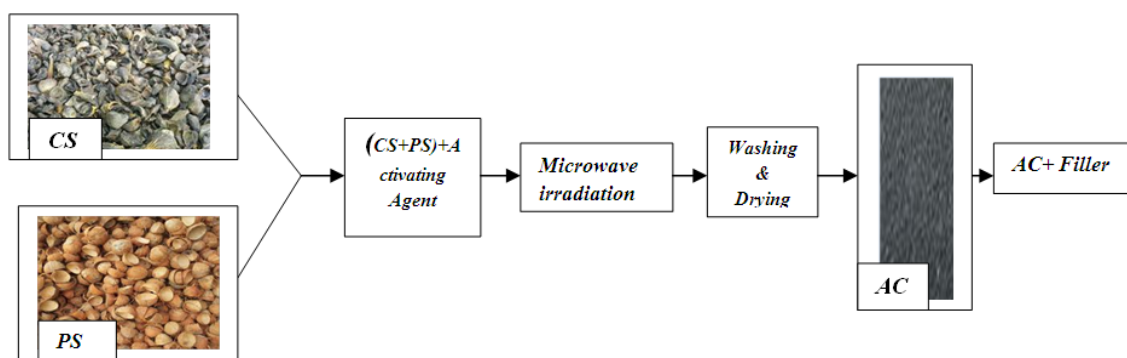 CS
PS
(CS+PS)+A
ctivating
Agent
Microwave
irradiation
Washing
&
Drying
AC
AC+ Filler